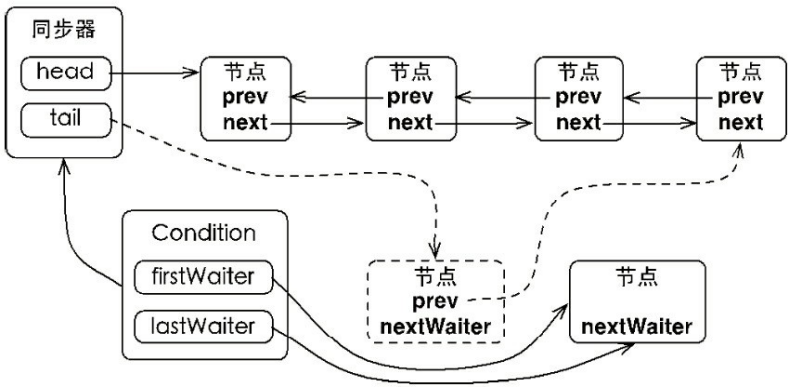 同步器
head
tail
节点
prev
next
节点
prev
next
节点
prev
next
节点
prev
next
Condition
firstWaiter
lastWaiter
节点
prev
nextWaiter
节点
nextWaiter